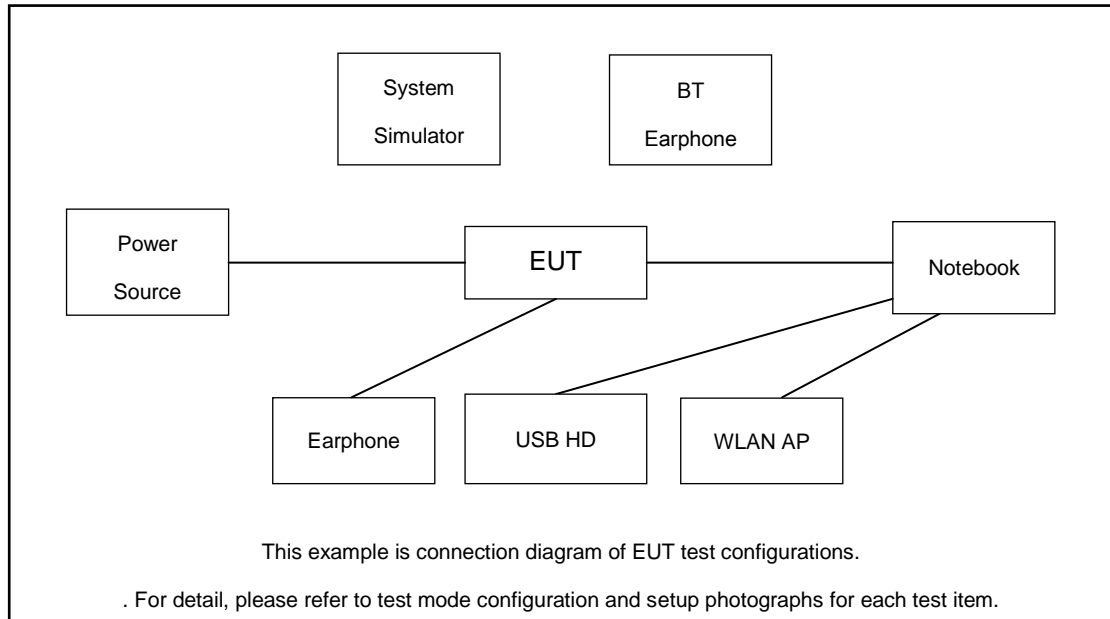 System
Simulator
BT
Earphone
Power
Source
EUT
Notebook
Earphone
USB HD
WLAN AP
This example is connection diagram of EUT test configurations.
. For detail, please refer to test mode configuration and setup photographs for each test item.